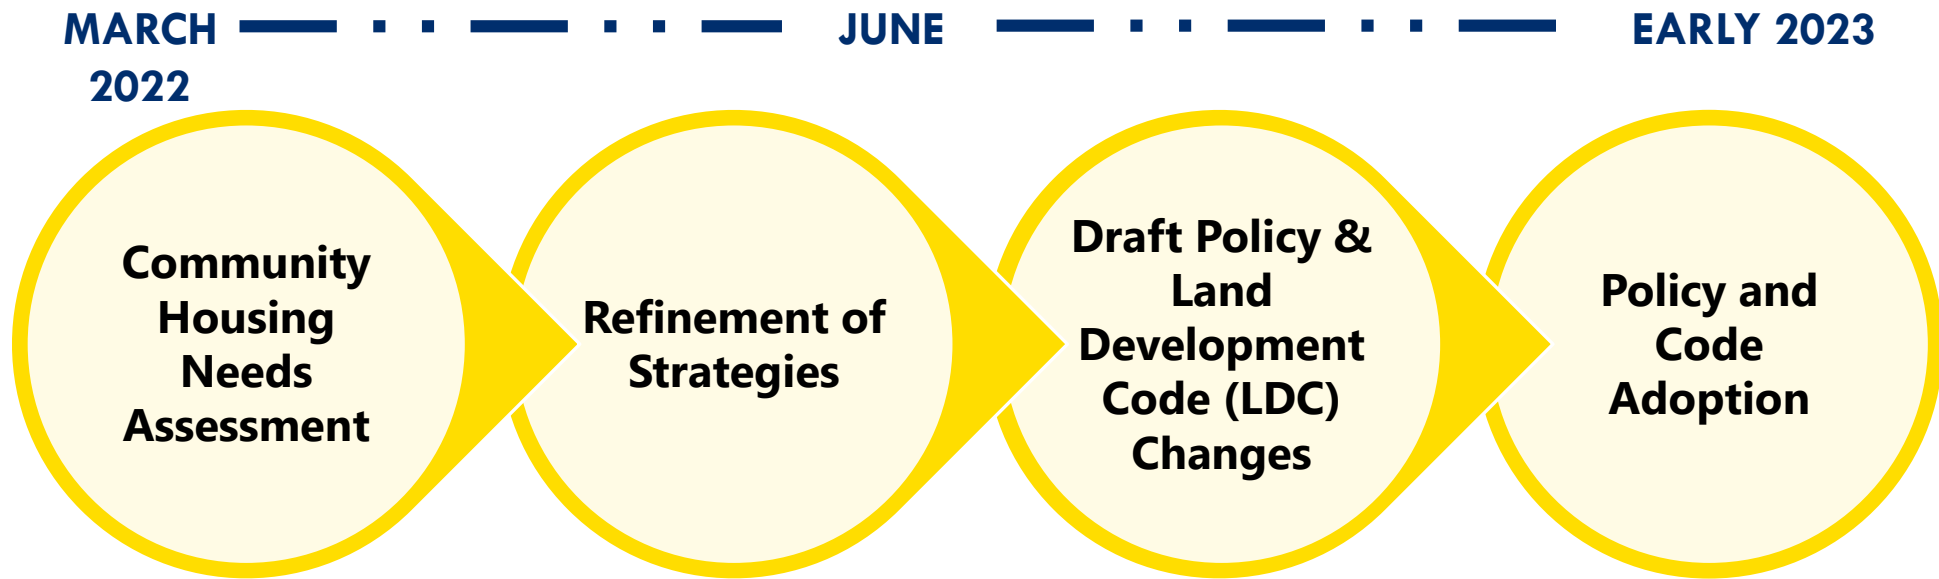 MARCH
2022
JUNE
EARLY 2023
Community
Housing
Needs
Assessment
Refinement of
Strategies
Draft Policy &
Land
Development
Code (LDC)
Changes
Policy and
Code
Adoption